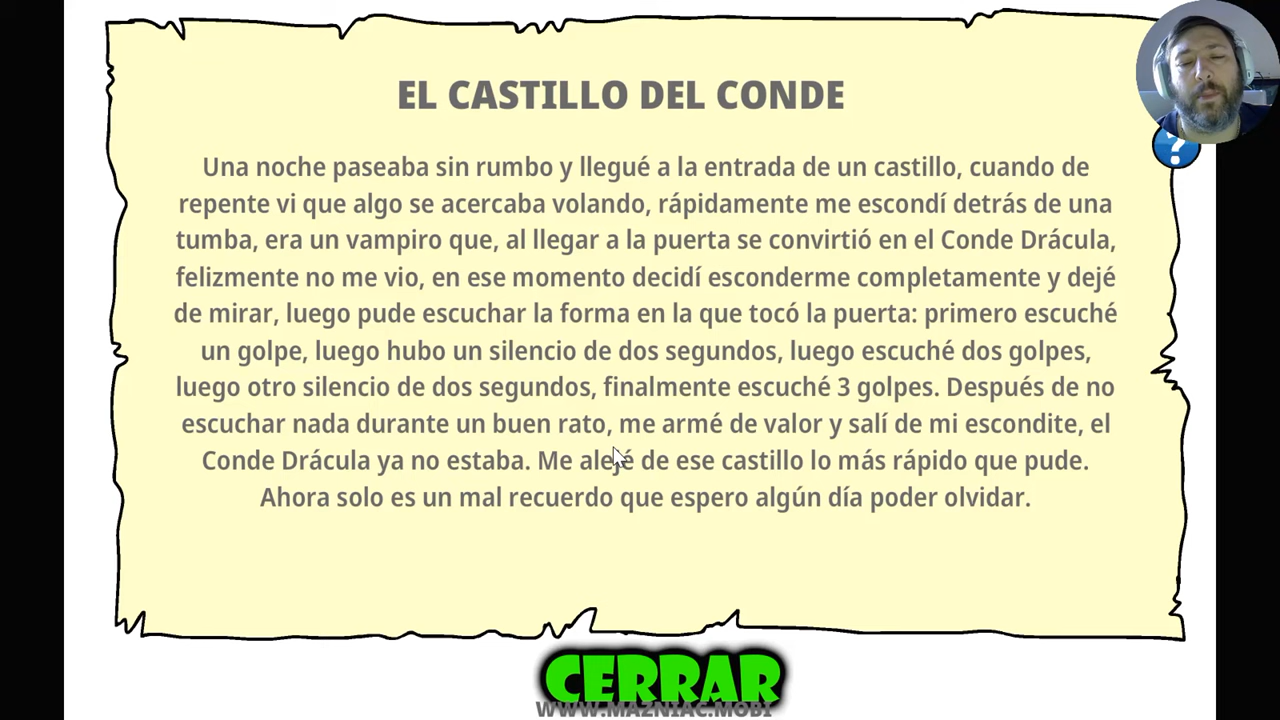 EL CASTILLO DEL CONDE
Una noche paseaba sin rumbo y llegué a la entrada de un castillo, cuando de
repente vi que algo se acercaba volando, rápidamente me escondí detrás de una
tumba, era un vampiro que, al llegar a la puerta se convirtió en el Conde Drácula,
felizmente no me vio, en ese momento decidí esconderme completamente y dejé
de mirar, luego pude escuchar la forma en la que tocó la puerta: primero escuché
un golpe, luego hubo un silencio de dos segundos, luego escuché dos golpes,
luego otro silencio de dos segundos, finalmente escuché 3 golpes. Después de no
escuchar nada durante un buen rato, me armé de valor y salí de mi escondite, el
Conde Drácula ya no estaba. Me alejé de ese castillo lo más rápido que pude.
Ahora solo es un mal recuerdo que espero algún día poder olvidar.
?
CERRAR
WWW.MAZNIAC.MOBI